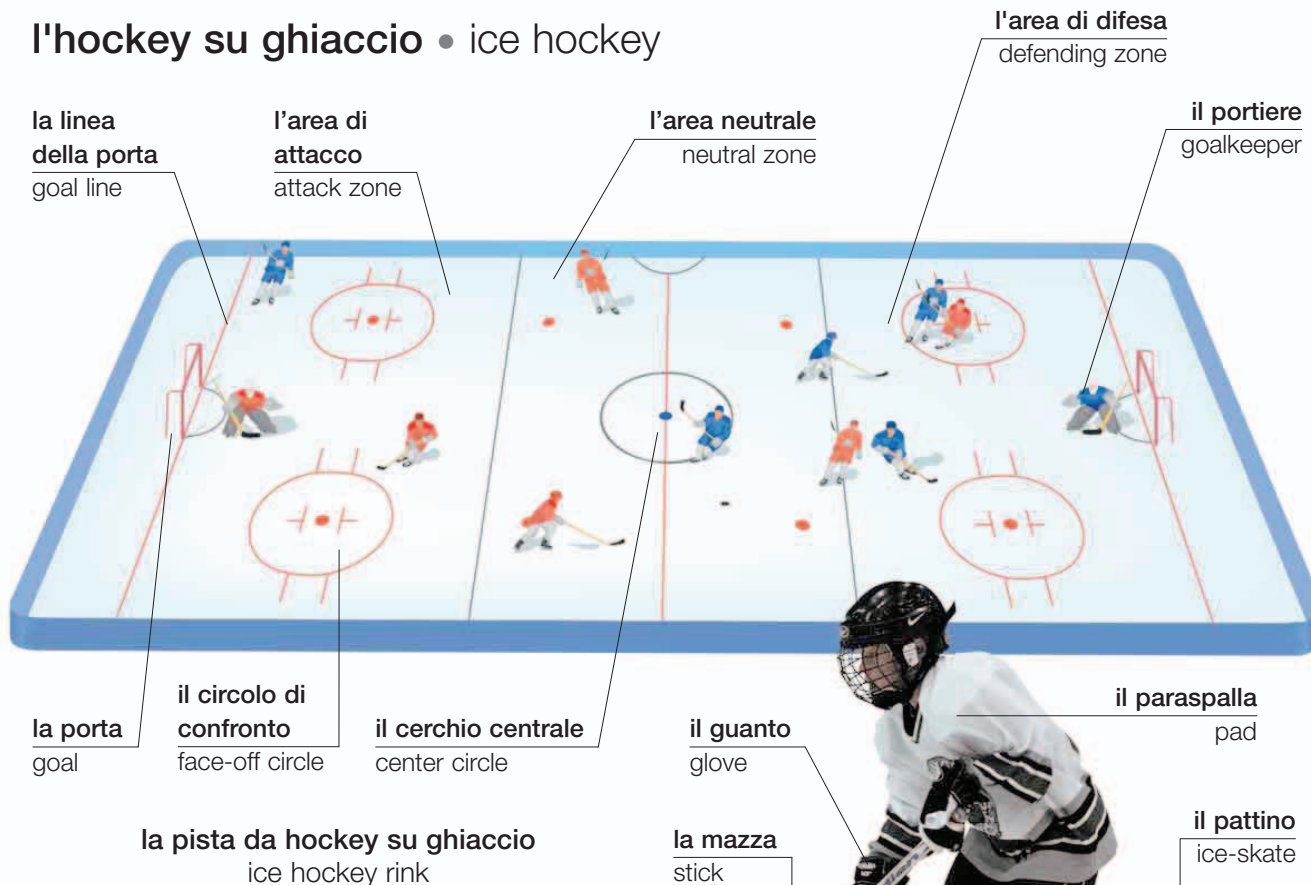 l'hockey su ghiaccio • ice hockey
l'area di difesa
defending zone
la linea
della porta
goal line
l’area di
attacco
attack zone
l’area neutrale
neutral zone
il portiere
goalkeeper
la porta
goal
il circolo di
confronto
face-off circle
il cerchio centrale
center circle
il guanto
glove
il paraspalla
pad
la pista da hockey su ghiaccio
ice hockey rink
la mazza
stick
il pattino
ice-skate